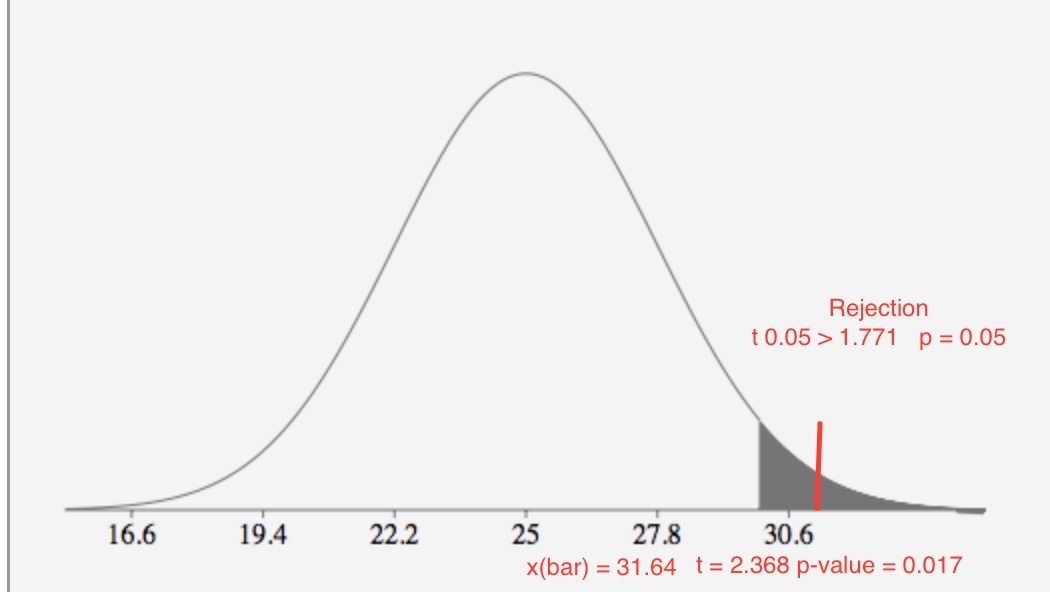 Rejection
t 0.05 > 1.771 p = 0.05
16.6 19.4 22.2 25 27.8 30.6
x(bar) = 31.64 t = 2.368 p-value = 0.017